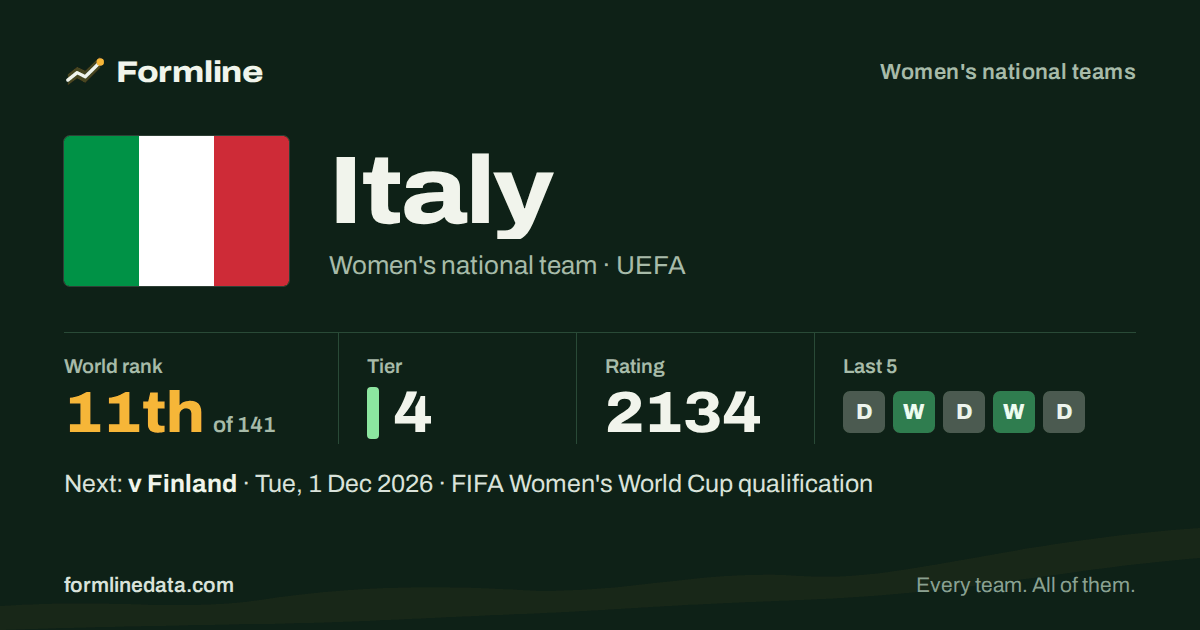 Formline
Women's national teams
Italy
Women's national team · UEFA
World rank
11th of 141
Tier
4
Rating
2134
Last 5
D W D W D
Next: v Finland · Tue, 1 Dec 2026 · FIFA Women's World Cup qualification
formlinedata.com
Every team. All of them.